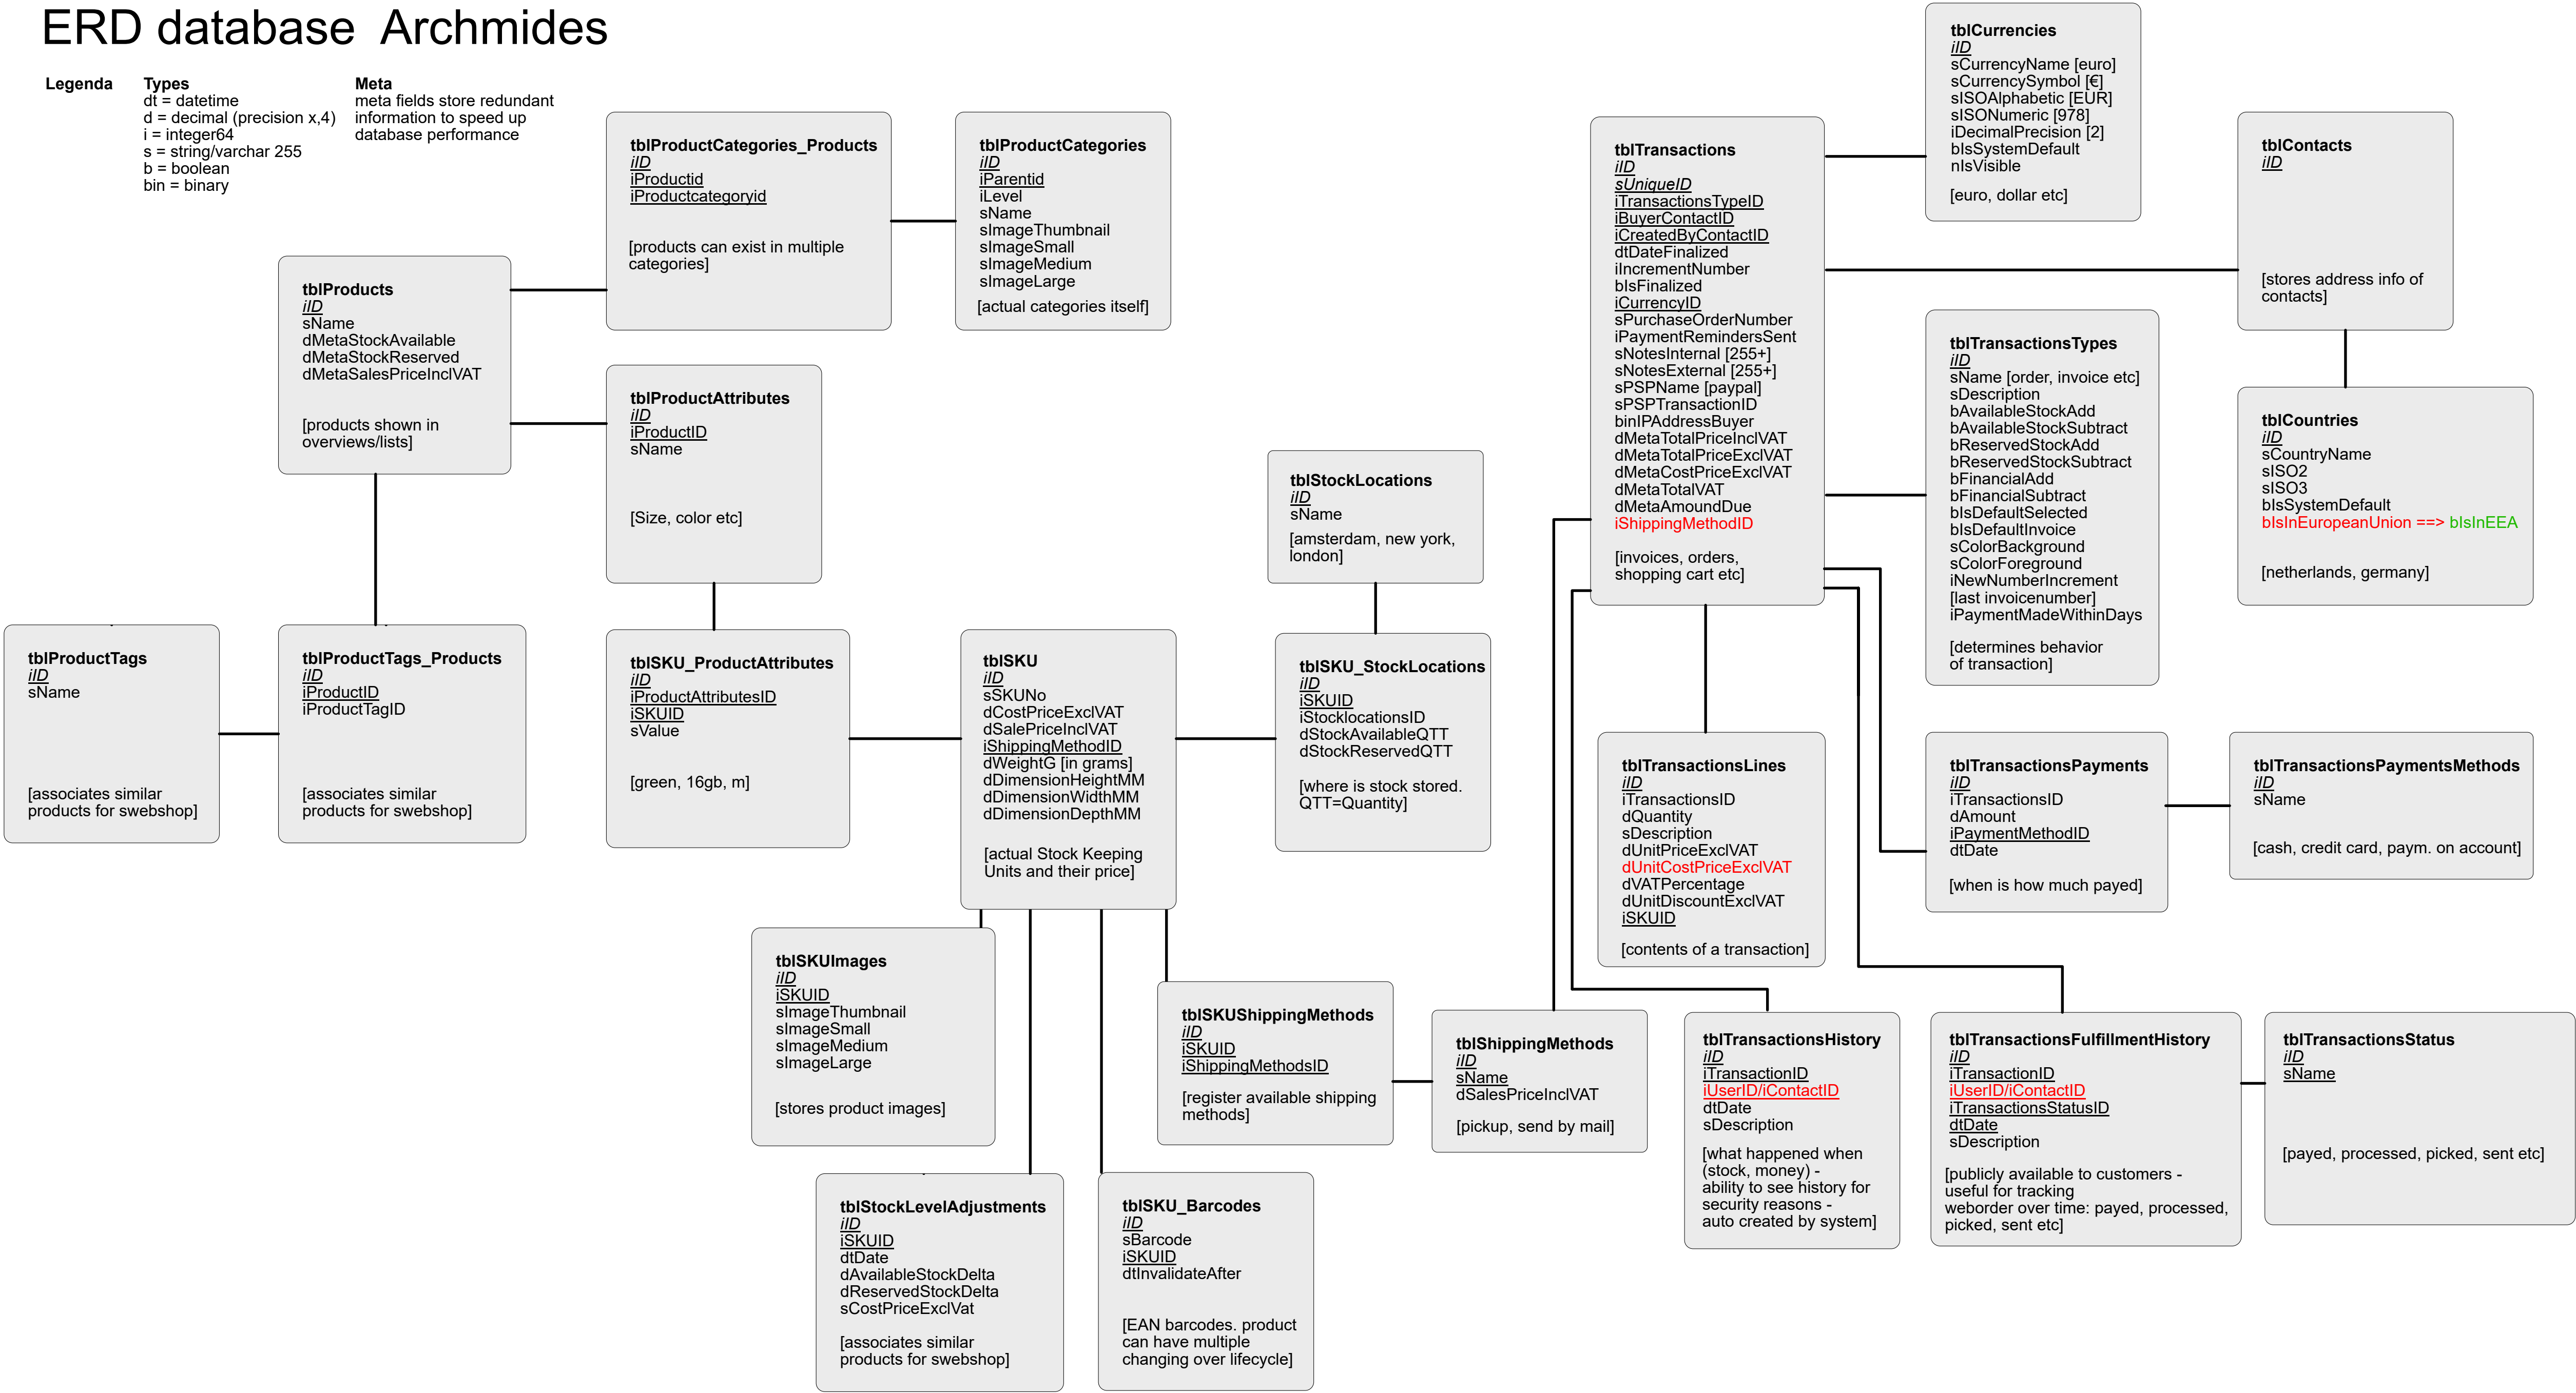 ERD database  Archmides
Legenda
Types
dt = datetime
d = decimal (precision x,4)
i = integer64
s = string/varchar 255
b = boolean
bin = binary
Meta
meta fields store redundant
information to speed up
database performance
tblProductCategories_Products
iID
iProductid
iProductcategoryid
[products can exist in multiple
categories]
tblProductCategories
iID
iParentid
iLevel
sName
sImageThumbnail
sImageSmall
sImageMedium
sImageLarge
[actual categories itself]
tblProducts
iID
sName
dMetaStockAvailable
dMetaStockReserved
dMetaSalesPriceInclVAT
[products shown in
overviews/lists]
tblProductAttributes
iID
iProductID
sName
[Size, color etc]
tblProductTags
iID
sName
[associates similar
products for swebshop]
tblProductTags_Products
iID
iProductID
iProductTagID
[associates similar
products for swebshop]
tblSKU_ProductAttributes
iID
iProductAttributesID
iSKUID
sValue
[green, 16gb, m]
tblSKU
iID
sSKUNo
dCostPriceExclVAT
dSalePriceInclVAT
iShippingMethodID
dWeightG [in grams]
dDimensionHeightMM
dDimensionWidthMM
dDimensionDepthMM
[actual Stock Keeping
Units and their price]
tblStockLocations
iID
sName
[amsterdam, new york,
london]
tblSKU_StockLocations
iID
iSKUID
iStocklocationsID
dStockAvailableQTT
dStockReservedQTT
[where is stock stored.
QTT=Quantity]
tblSKUImages
iID
iSKUID
sImageThumbnail
sImageSmall
sImageMedium
sImageLarge
[stores product images]
tblStockLevelAdjustments
iID
iSKUID
dtDate
dAvailableStockDelta
dReservedStockDelta
sCostPriceExclVat
[associates similar
products for swebshop]
tblSKU_Barcodes
iID
sBarcode
iSKUID
dtInvalidateAfter
[EAN barcodes. product
can have multiple
changing over lifecycle]
tblSKUShippingMethods
iID
iSKUID
iShippingMethodsID
[register available shipping
methods]
tblShippingMethods
iID
sName
dSalesPriceInclVAT
[pickup, send by mail]
tblTransactions
iID
sUniqueID
iTransactionsTypeID
iBuyerContactID
iCreatedByContactID
dtDateFinalized
iIncrementNumber
bIsFinalized
iCurrencyID
sPurchaseOrderNumber
iPaymentRemindersSent
sNotesInternal [255+]
sNotesExternal [255+]
sPSPName [paypal]
sPSPTransactionID
binIPAddressBuyer
dMetaTotalPriceInclVAT
dMetaTotalPriceExclVAT
dMetaCostPriceExclVAT
dMetaTotalVAT
dMetaAmoundDue
iShippingMethodID
[invoices, orders,
shopping cart etc]
tblCurrencies
iID
sCurrencyName [euro]
sCurrencySymbol [€]
sISOAlphabetic [EUR]
sISONumeric [978]
iDecimalPrecision [2]
bIsSystemDefault
nIsVisible
[euro, dollar etc]
tblContacts
iID
[stores address info of
contacts]
tblTransactionsTypes
iID
sName [order, invoice etc]
sDescription
bAvailableStockAdd
bAvailableStockSubtract
bReservedStockAdd
bReservedStockSubtract
bFinancialAdd
bFinancialSubtract
bIsDefaultSelected
bIsDefaultInvoice
sColorBackground
sColorForeground
iNewNumberIncrement
[last invoicenumber]
iPaymentMadeWithinDays
[determines behavior
of transaction]
tblCountries
iID
sCountryName
sISO2
sISO3
bIsSystemDefault
bIsInEuropeanUnion ==> bIsInEEA
[netherlands, germany]
tblTransactionsLines
iID
iTransactionsID
dQuantity
sDescription
dUnitPriceExclVAT
dUnitCostPriceExclVAT
dVATPercentage
dUnitDiscountExclVAT
iSKUID
[contents of a transaction]
tblTransactionsPayments
iID
iTransactionsID
dAmount
iPaymentMethodID
dtDate
[when is how much payed]
tblTransactionsPaymentsMethods
iID
sName
[cash, credit card, paym. on account]
tblTransactionsHistory
iID
iTransactionID
iUserID/iContactID
dtDate
sDescription
[what happened when
(stock, money) -
ability to see history for
security reasons -
auto created by system]
tblTransactionsFulfillmentHistory
iID
iTransactionID
iUserID/iContactID
iTransactionsStatusID
dtDate
sDescription
[publicly available to customers -
useful for tracking
weborder over time: payed, processed,
picked, sent etc]
tblTransactionsStatus
iID
sName
[payed, processed, picked, sent etc]